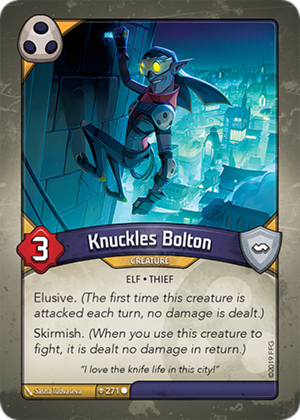 3
Knuckles Bolton
CREATURE
ELF • THIEF
Elusive. (The first time this creature is
attacked each turn, no damage is dealt.)
Skirmish. (When you use this creature to
fight, it is dealt no damage in return.)
"I love the knife life in this city!"
271
©2019 FFG